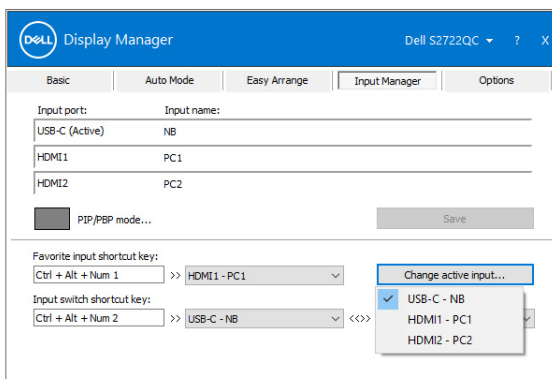 DELL Display Manager Dell S2722QC ? X
Basic Auto Mode Easy Arrange Input Manager Options
Input port: Input name:
USB-C (Active) NB
HDMI1 PC1
HDMI2 PC2
PIP/PBP mode... Save
Favorite input shortcut key:
Ctrl + Alt + Num 1 >> HDMI1 - PC1 Change active input...
Input switch shortcut key:
Ctrl + Alt + Num 2 >> USB-C - NB <<>>
USB-C - NB
HDMI1 - PC1
HDMI2 - PC2